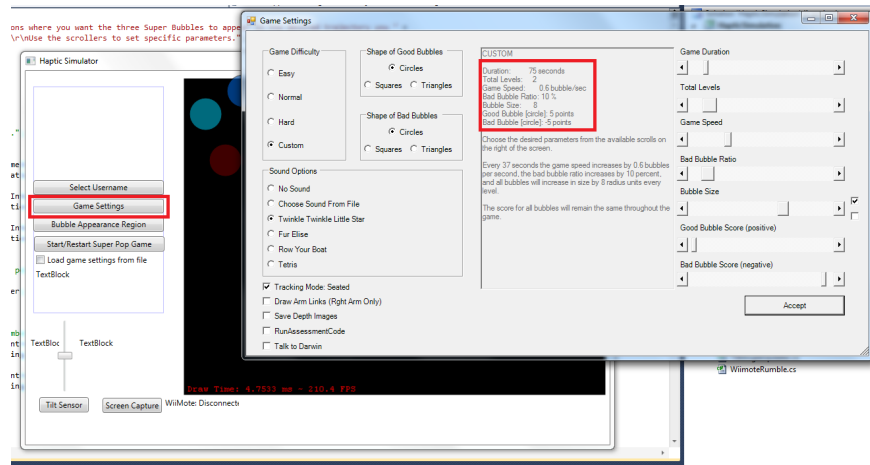 ons where you want the three Super Bubbles to appe
\r\nUse the scrollers to set specific parameters."
Haptic Simulator
Select Username
Game Settings
Bubble Appearance Region
Start/Restart Super Pop Game
Load game settings from file
TextBlock
TextBloc
TextBlock
Tilt Sensor
Screen Capture
WiiMote: Disconnecte
Draw Time: 4.7533 ms - 210.4 FPS
Game Settings
Game Difficulty
Easy
Normal
Hard
Custom
Shape of Good Bubbles
Circles
Squares
Triangles
Shape of Bad Bubbles
Circles
Squares
Triangles
Sound Options
No Sound
Choose Sound From File
Twinkle Twinkle Little Star
Fur Elise
Row Your Boat
Tetris
Tracking Mode: Seated
Draw Arm Links (Rght Arm Only)
Save Depth Images
RunAssessmentCode
Talk to Darwin
CUSTOM
Duration: 75 seconds
Total Levels: 2
Game Speed: 0.6 bubble/sec
Bad Bubble Ratio: 10 %
Bubble Size: 8
Good Bubble [circle]: 5 points
Bad Bubble [circle]: -5 points
Choose the desired parameters from the available scrolls on
the right of the screen.
Every 37 seconds the game speed increases by 0.6 bubbles
per second, the bad bubble ratio increases by 10 percent,
and all bubbles will increase in size by 8 radius units every
level.
The score for all bubbles will remain the same throughout the
game.
Game Duration
Total Levels
Game Speed
Bad Bubble Ratio
Bubble Size
Good Bubble Score (positive)
Bad Bubble Score (negative)
Accept
WiimoteRumble.cs